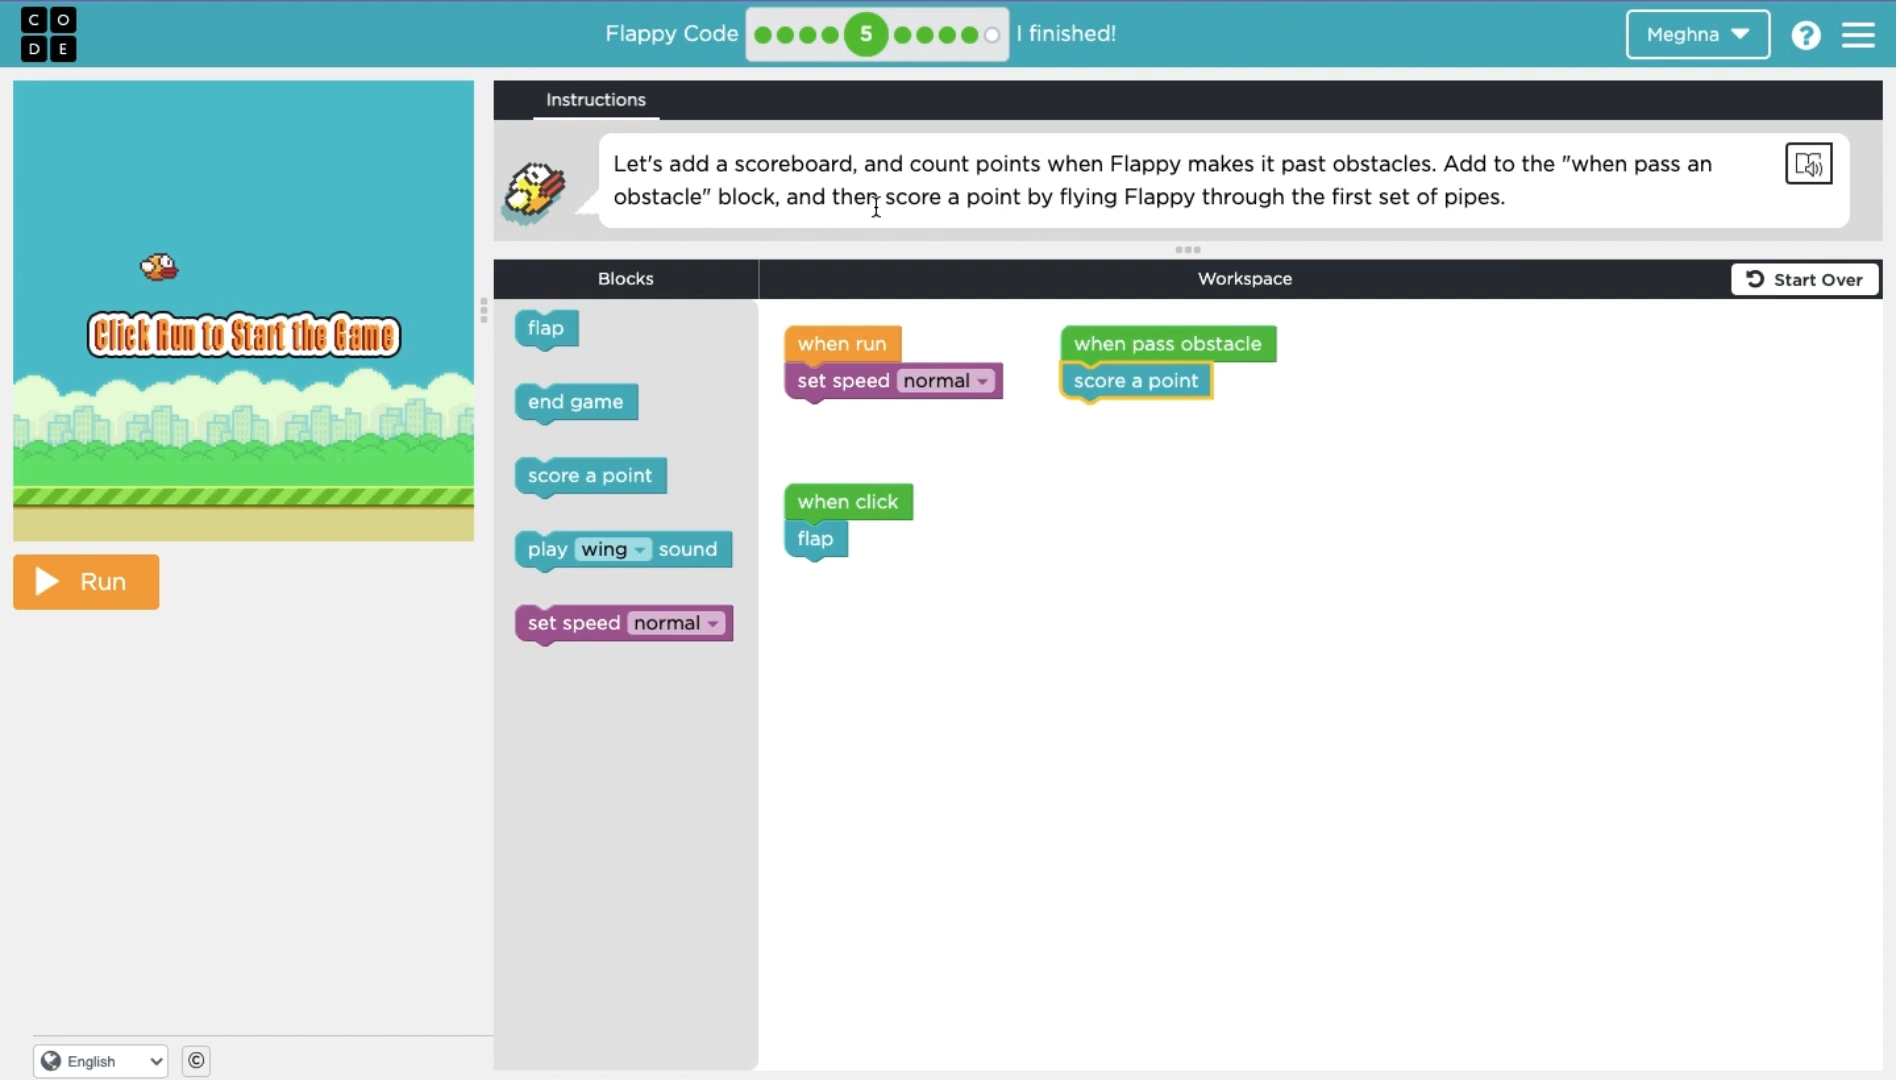 CO
DE
Flappy Code
5
I finished!
Meghna
?
Instructions
Let's add a scoreboard, and count points when Flappy makes it past obstacles. Add to the "when pass an
obstacle" block, and then score a point by flying Flappy through the first set of pipes.
Blocks
Workspace
Start Over
flap
end game
score a point
play wing sound
set speed normal
when run
set speed normal
when pass obstacle
score a point
when click
flap
Click Run to Start the Game
Run
English
©